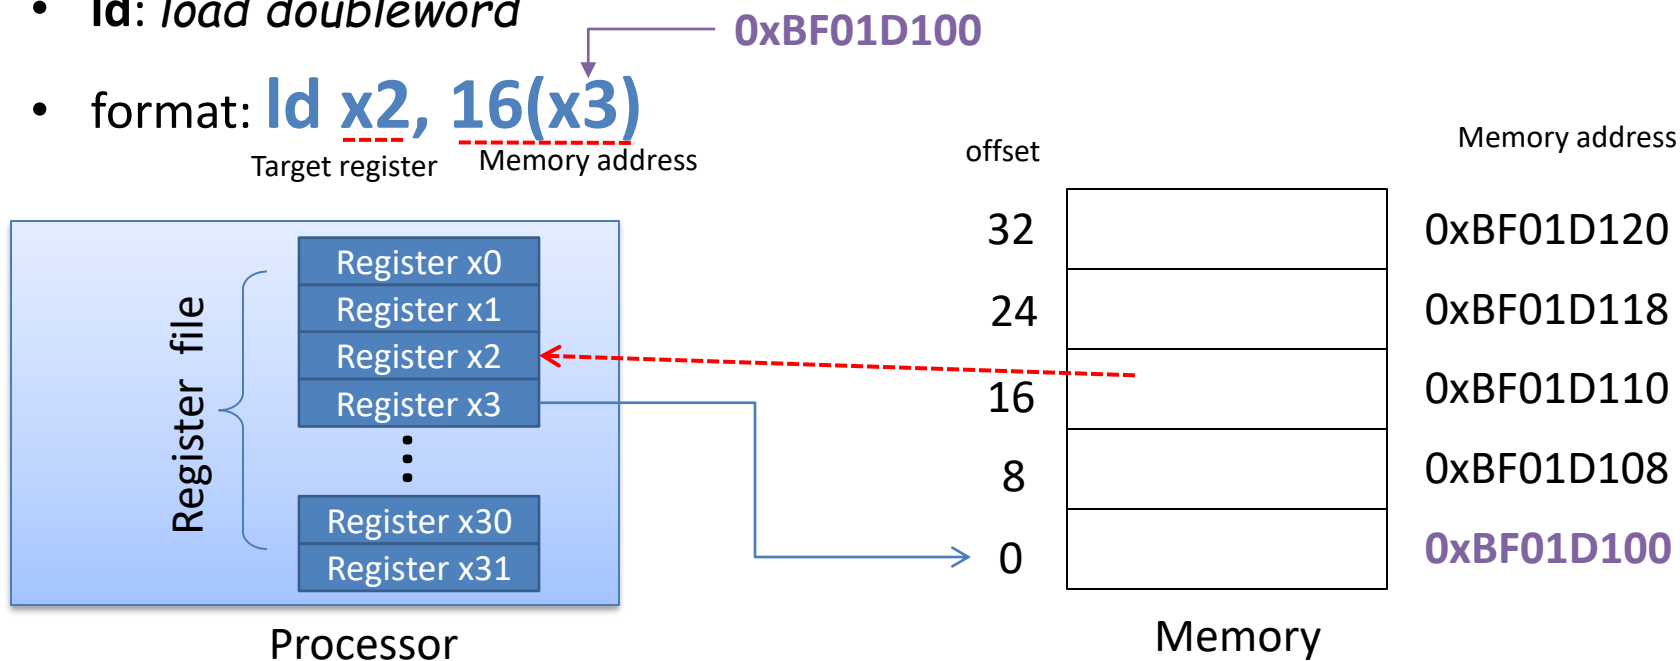 • ld: load doubleword
0xBF01D100
• format: ld x2, 16(x3)
Target register
Memory address
offset
Memory address
32
0xBF01D120
24
0xBF01D118
16
0xBF01D110
8
0xBF01D108
0
0xBF01D100
Register file
Register x0
Register x1
Register x2
Register x3
...
Register x30
Register x31
Processor
Memory